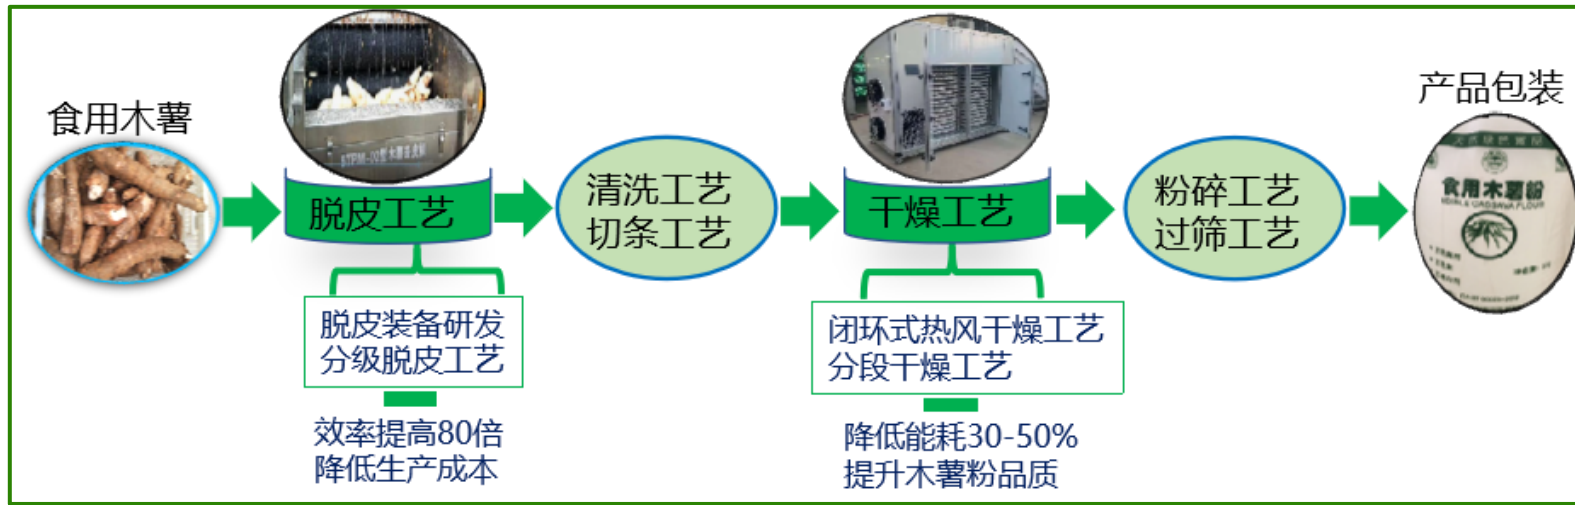 食用木薯
脱皮工艺
清洗工艺
切条工艺
干燥工艺
粉碎工艺
过筛工艺
产品包装
食用木薯粉
脱皮装备研发
分级脱皮工艺
效率提高80倍
降低生产成本
闭环式热风干燥工艺
分段干燥工艺
降低能耗30-50%
提升木薯粉品质